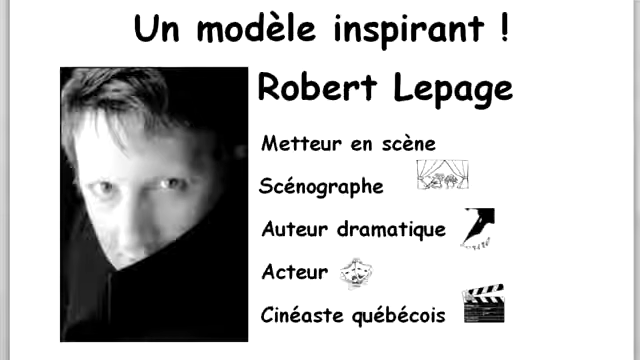 Un modèle inspirant !
Robert Lepage
Metteur en scène
Scénographe
Auteur dramatique
Acteur
Cinéaste québécois